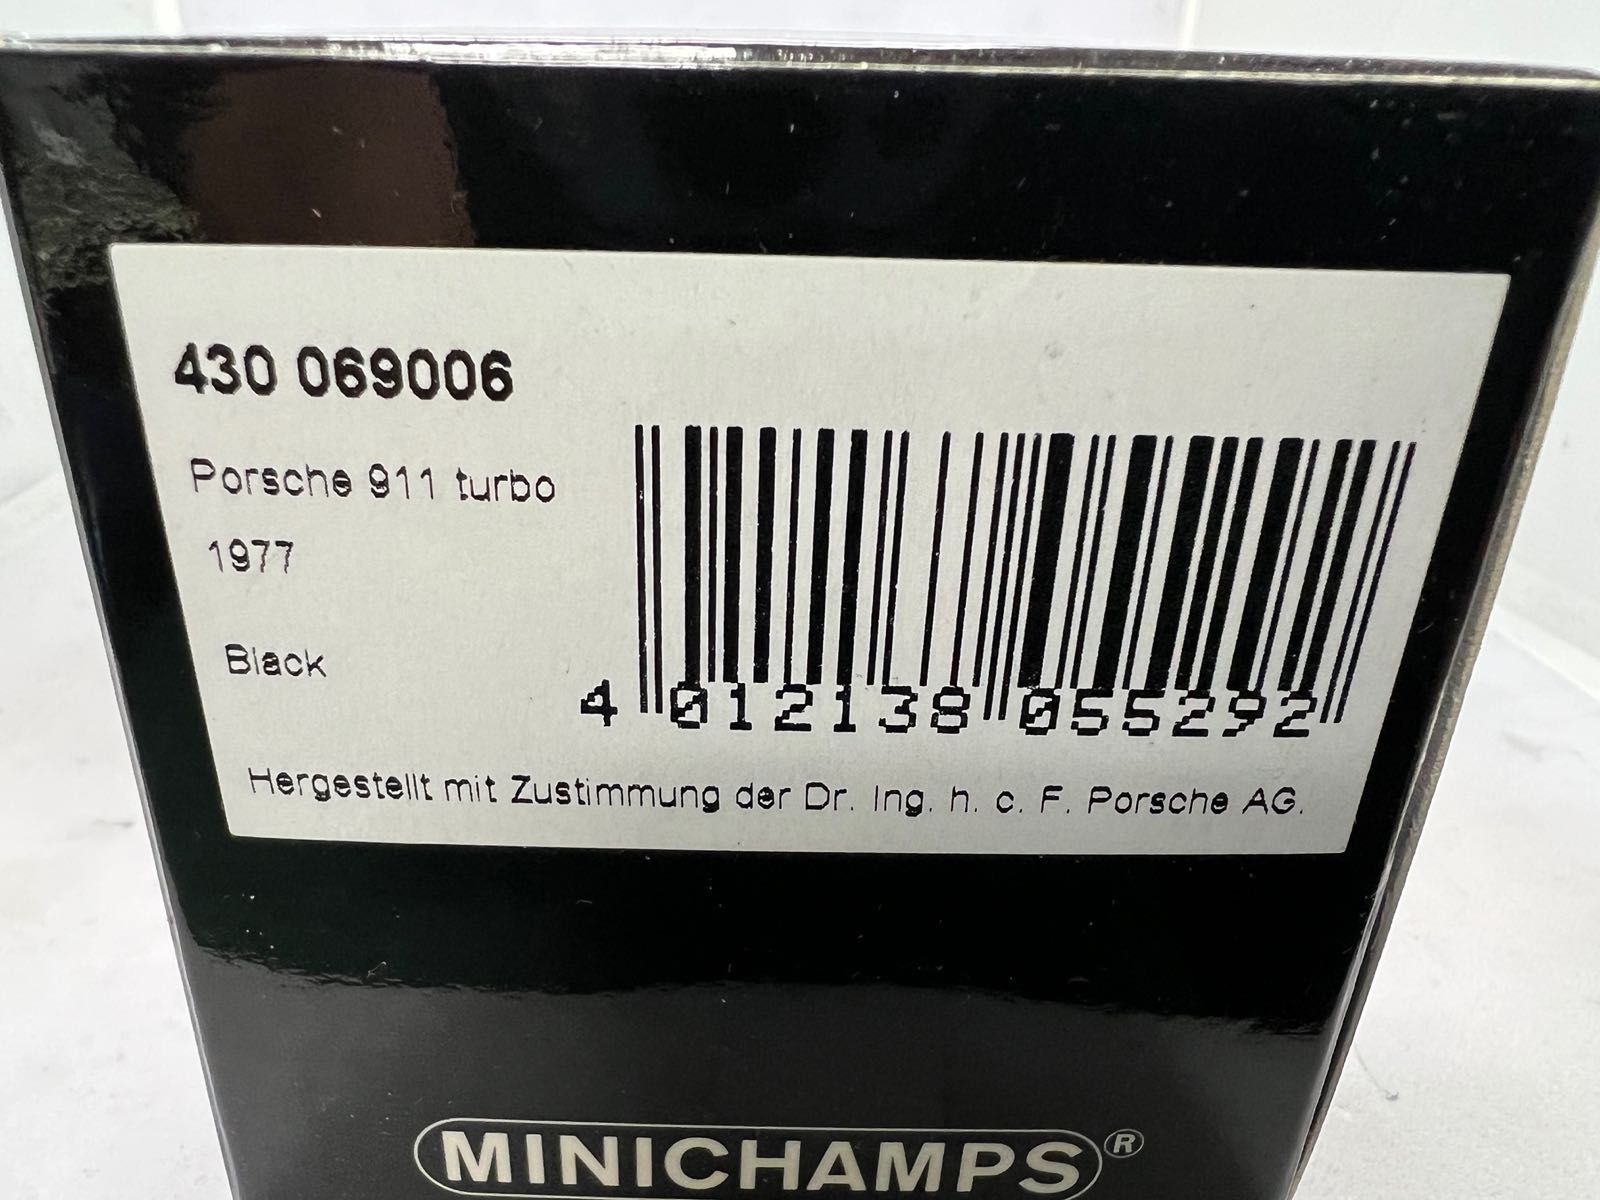 430 069006
Porsche 911 turbo
1977
Black
4 012138 055292
Hergestellt mit Zustimmung der Dr. Ing. h. c. F. Porsche AG.
MINICHAMPS®